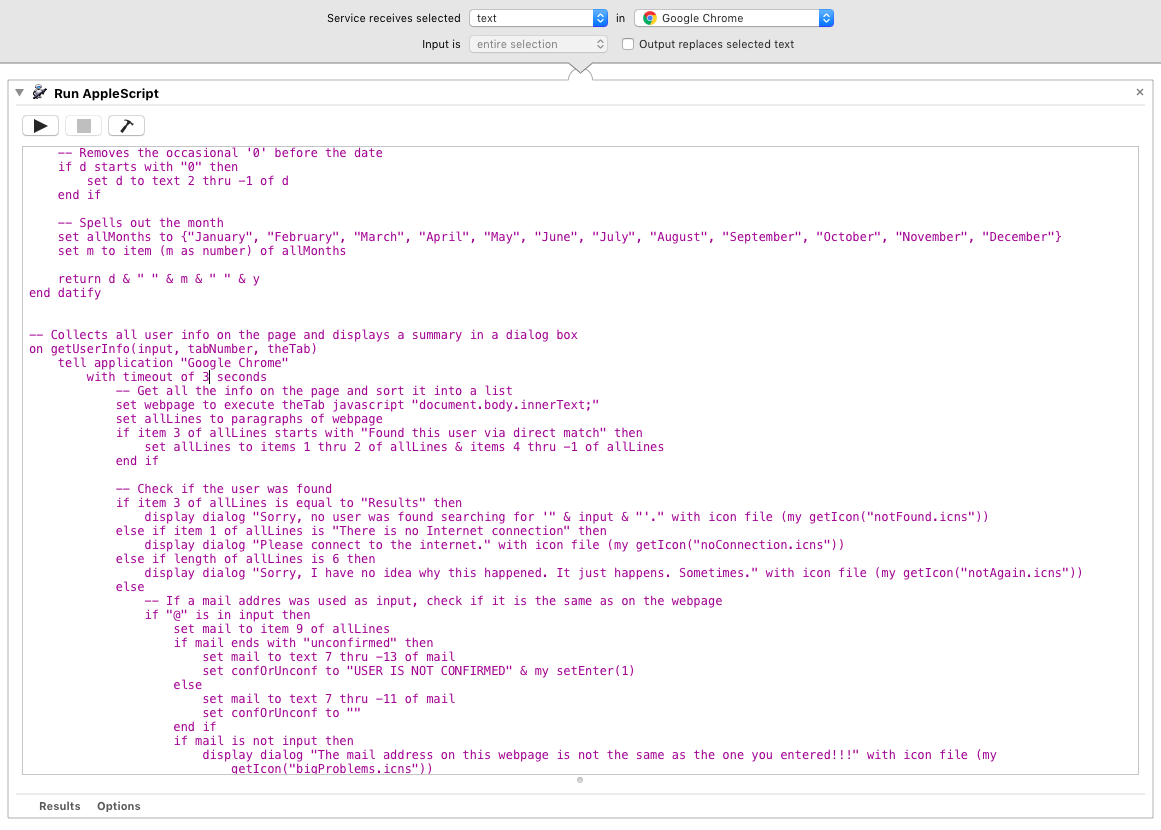 Service receives selected text in Google Chrome
Input is entire selection Output replaces selected text
Run AppleScript
-- Removes the occasional '0' before the date
if d starts with "0" then
set d to text 2 thru -1 of d
end if
-- Spells out the month
set allMonths to {"January", "February", "March", "April", "May", "June", "July", "August", "September", "October", "November", "December"}
set m to item (m as number) of allMonths
return d & " " & m & " " & y
end datify
-- Collects all user info on the page and displays a summary in a dialog box
on getUserInfo(input, tabNumber, theTab)
tell application "Google Chrome"
with timeout of 3 seconds
-- Get all the info on the page and sort it into a list
set webpage to execute theTab javascript "document.body.innerText;"
set allLines to paragraphs of webpage
if item 3 of allLines starts with "Found this user via direct match" then
set allLines to items 1 thru 2 of allLines & items 4 thru -1 of allLines
end if
-- Check if the user was found
if item 3 of allLines is equal to "Results" then
display dialog "Sorry, no user was found searching for '" & input & "'." with icon file (my getIcon("notFound.icns"))
else if item 1 of allLines is "There is no Internet connection" then
display dialog "Please connect to the internet." with icon file (my getIcon("noConnection.icns"))
else if length of allLines is 6 then
display dialog "Sorry, I have no idea why this happened. It just happens. Sometimes." with icon file (my getIcon("notAgain.icns"))
else
-- If a mail addres was used as input, check if it is the same as on the webpage
if "@" is in input then
set mail to item 9 of allLines
if mail ends with "unconfirmed" then
set mail to text 7 thru -13 of mail
set confOrUnconf to "USER IS NOT CONFIRMED" & my setEnter(1)
else
set mail to text 7 thru -11 of mail
set confOrUnconf to ""
end if
if mail is not input then
display dialog "The mail address on this webpage is not the same as the one you entered!!!" with icon file (my
getIcon("bigProblems.icns"))
Results Options